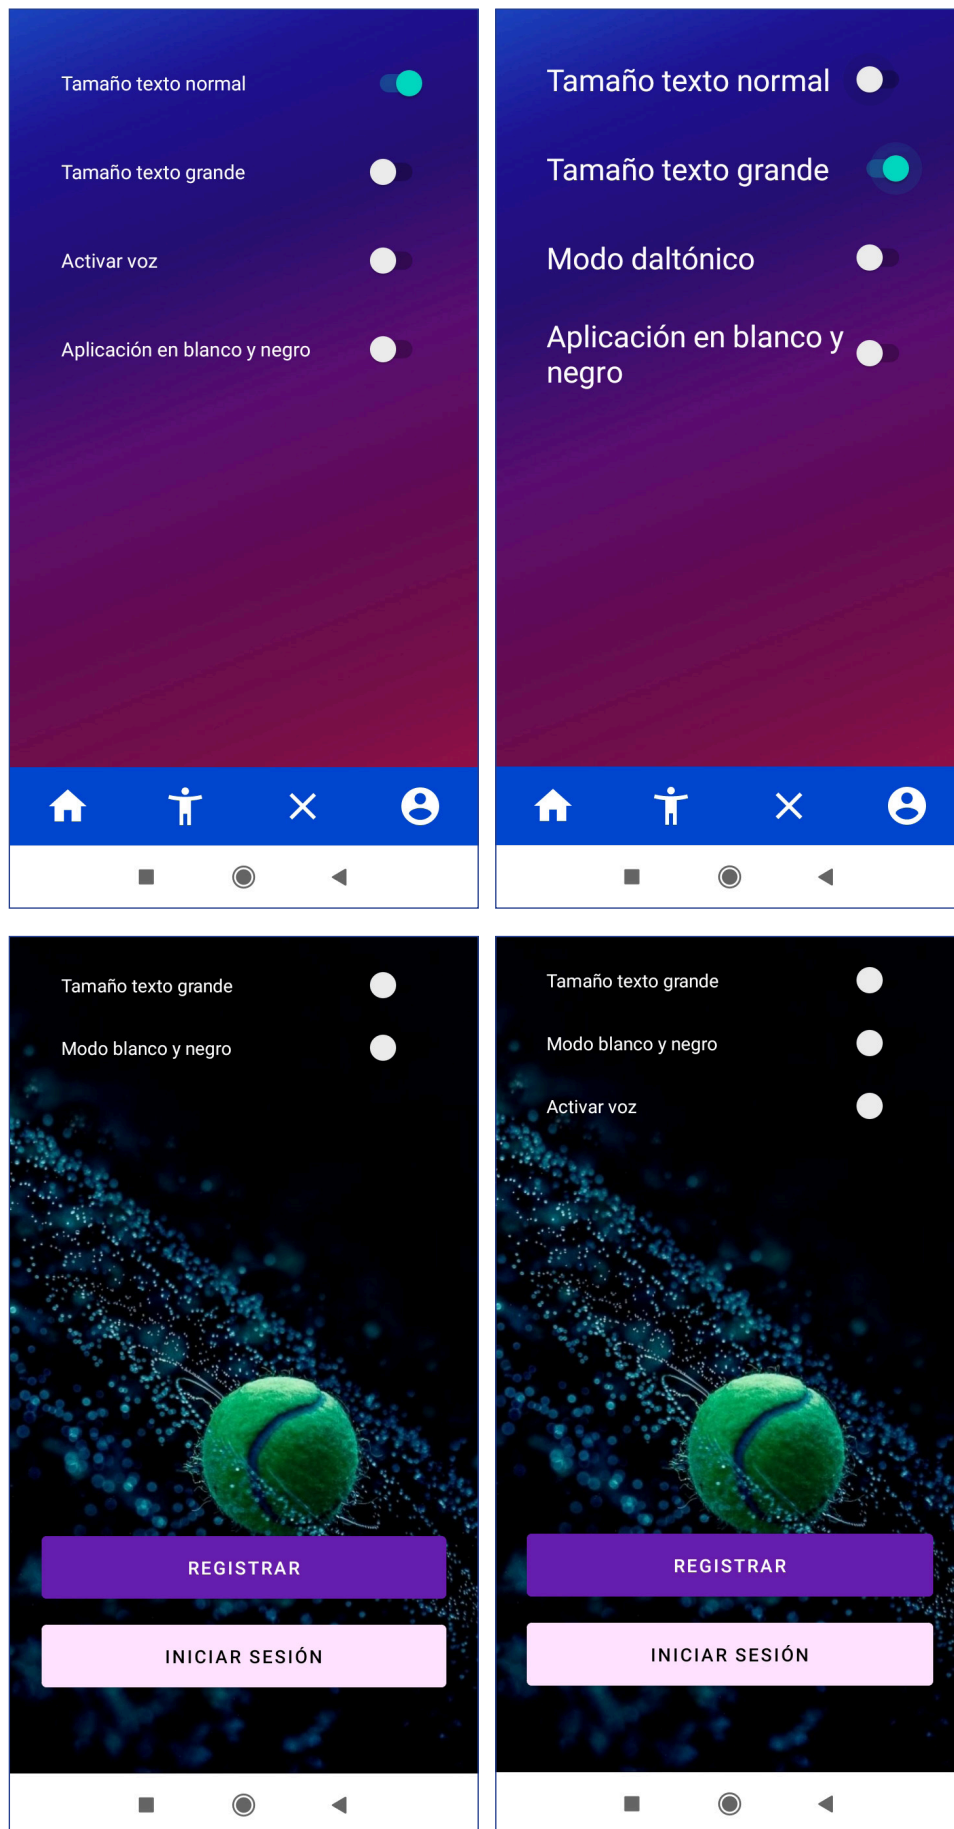 Tamaño texto normal
Tamaño texto grande
Activar voz
Aplicación en blanco y negro
Tamaño texto normal
Tamaño texto grande
Modo daltónico
Aplicación en blanco y
negro
Tamaño texto grande
Modo blanco y negro
REGISTRAR
INICIAR SESIÓN
Tamaño texto grande
Modo blanco y negro
Activar voz
REGISTRAR
INICIAR SESIÓN